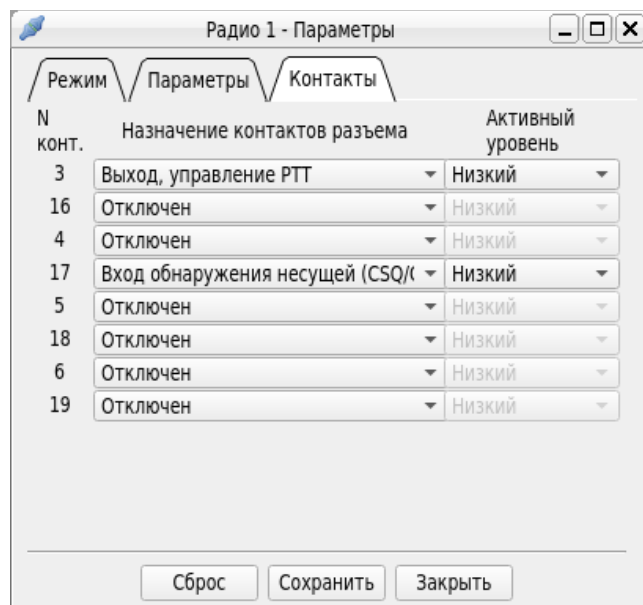 Радио 1 - Параметры
Режим Параметры Контакты
N конт. Назначение контактов разъема Активный уровень
3 Выход, управление РТТ Низкий
16 Отключен Низкий
4 Отключен Низкий
17 Вход обнаружения несущей (CSQ/ Низкий
5 Отключен Низкий
18 Отключен Низкий
6 Отключен Низкий
19 Отключен Низкий
Сброс Сохранить Закрыть